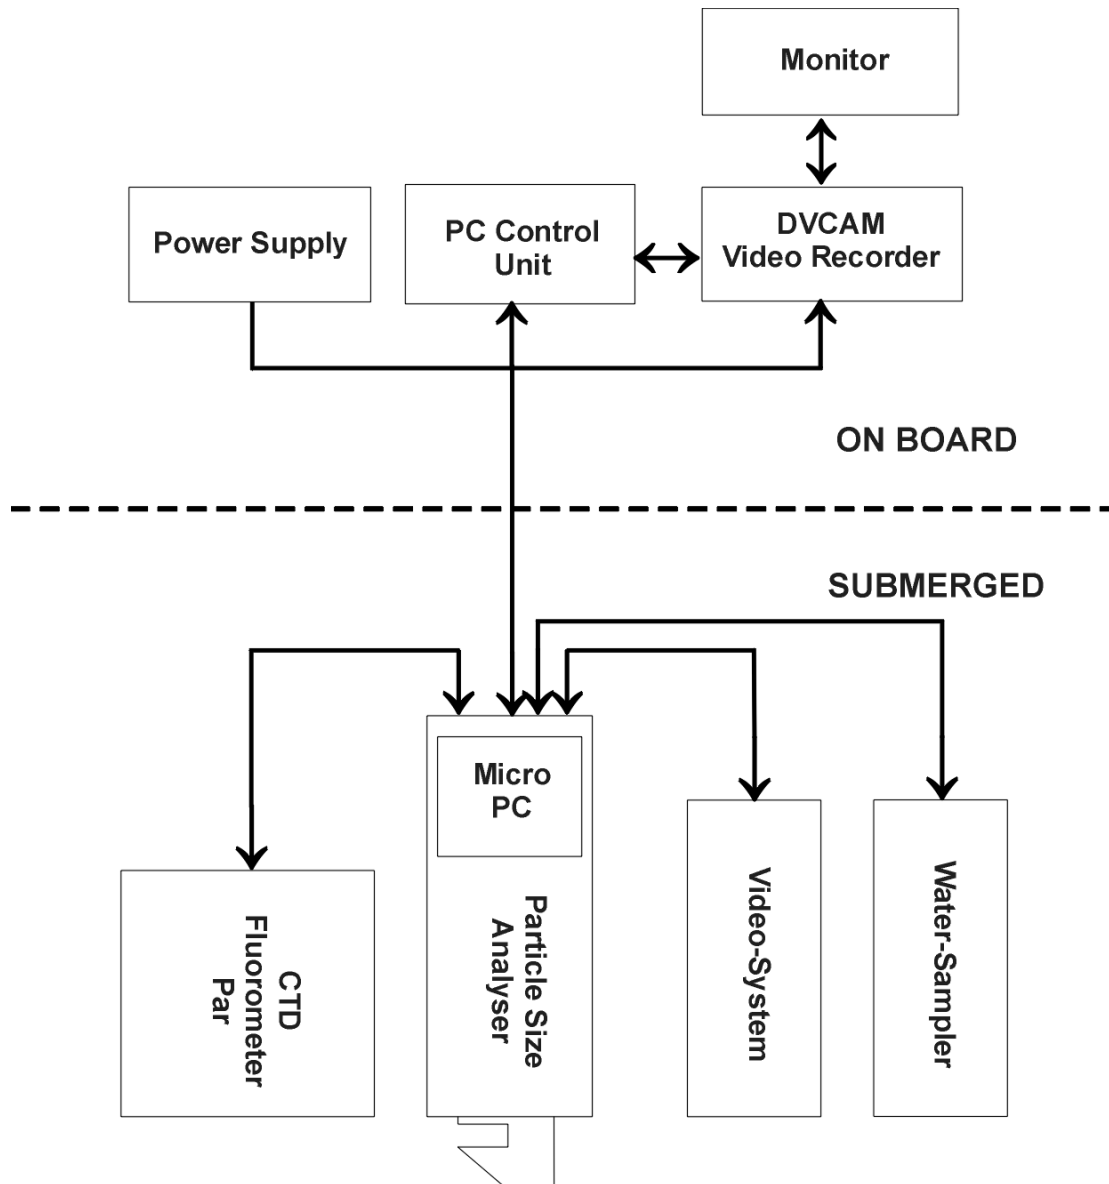 Monitor
Power Supply
PC Control
Unit
DVCAM
Video Recorder
ON BOARD
SUBMERGED
Micro
PC
CTD
Fluorometer
Par
Particle Size
Analyser
Video-System
Water-Sampler